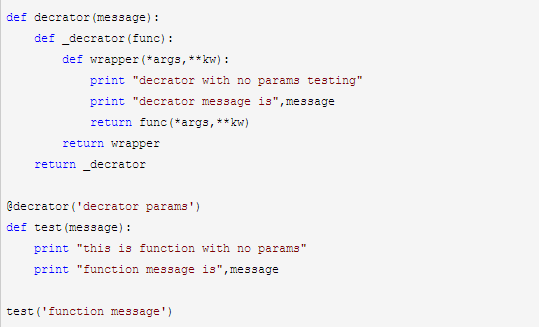 def decrator(message):
    def _decrator(func):
        def wrapper(*args,**kw):
            print "decrator with no params testing"
            print "decrator message is",message
            return func(*args,**kw)
        return wrapper
    return _decrator

@decrator('decrator params')
def test(message):
    print "this is function with no params"
    print "function message is",message

test('function message')